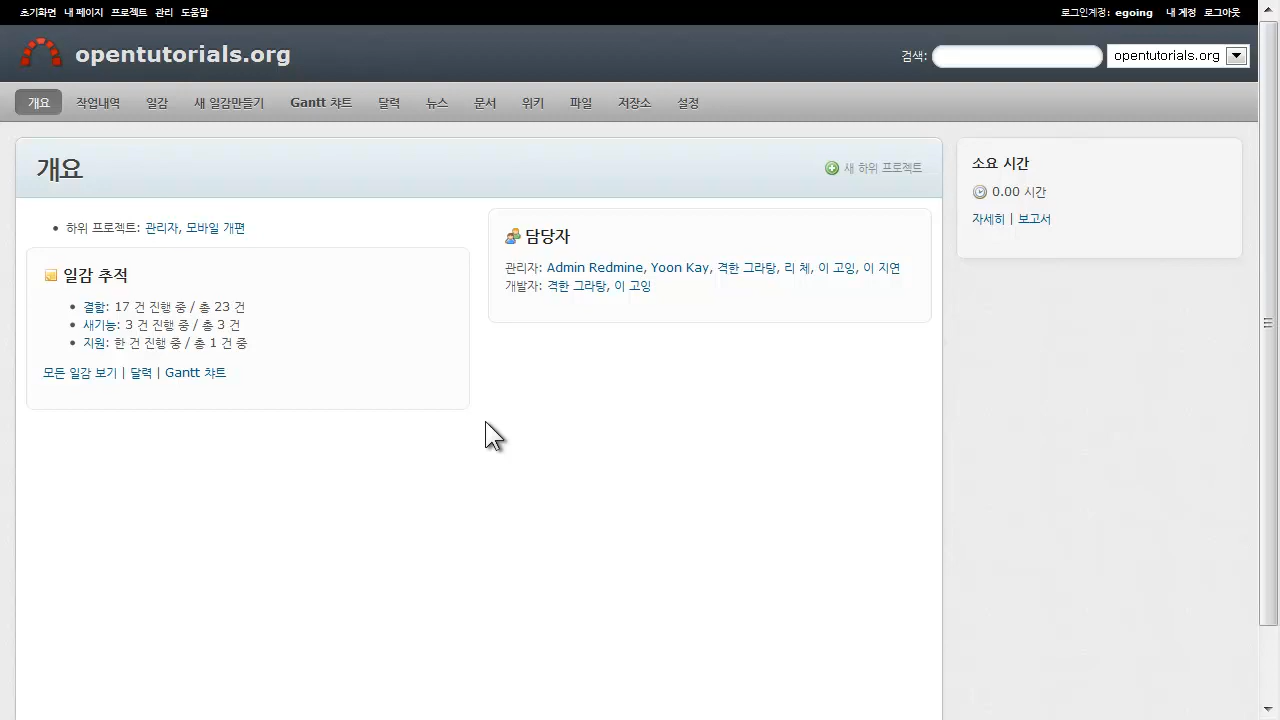 초기화면 내 페이지 프로젝트 관리 도움말
로그인계정: egoing 내 계정 로그아웃
opentutorials.org
검색:
opentutorials.org
개요 작업내역 일감 새 일감만들기 Gantt 챠트 달력 뉴스 문서 위키 파일 저장소 설정
개요
새 하위 프로젝트
하위 프로젝트: 관리자, 모바일 개편
일감 추적
결함: 17 건 진행 중 / 총 23 건
새기능: 3 건 진행 중 / 총 3 건
지원: 한 건 진행 중 / 총 1 건 중
모든 일감 보기 | 달력 | Gantt 챠트
담당자
관리자: Admin Redmine, Yoon Kay, 격한 그라탕, 리 체, 이 고잉, 이 지연
개발자: 격한 그라탕, 이 고잉
소요 시간
0.00 시간
자세히 | 보고서